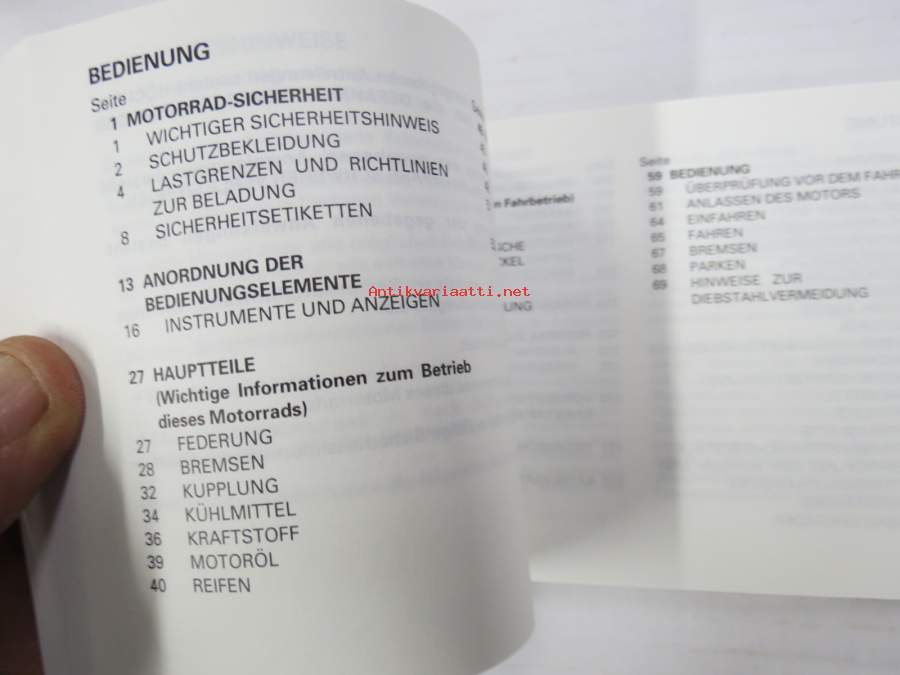 BEDIENUNG
Seite
1 MOTORRAD-SICHERHEIT
1 WICHTIGER SICHERHEITSHINWEIS
2 SCHUTZBEKLEIDUNG
4 LASTGRENZEN UND RICHTLINIEN
ZUR BELADUNG
8 SICHERHEITSETIKETTEN
13 ANORDNUNG DER
BEDIENUNGSELEMENTE
16 INSTRUMENTE UND ANZEIGEN
27 HAUPTTEILE
(Wichtige Informationen zum Betrieb
dieses Motorrads)
27 FEDERUNG
28 BREMSEN
32 KUPPLUNG
34 KÜHLMITTEL
36 KRAFTSTOFF
39 MOTORÖL
40 REIFEN
Antikvariaatti.net
n Fahrbetrieb)
Seite
59 BEDIENUNG
59 ÜBERPRÜFUNG VOR DEM FAHR
61 ANLASSEN DES MOTORS
64 EINFAHREN
65 FAHREN
67 BREMSEN
68 PARKEN
69 HINWEISE ZUR
DIEBSTAHLVERMEIDUNG